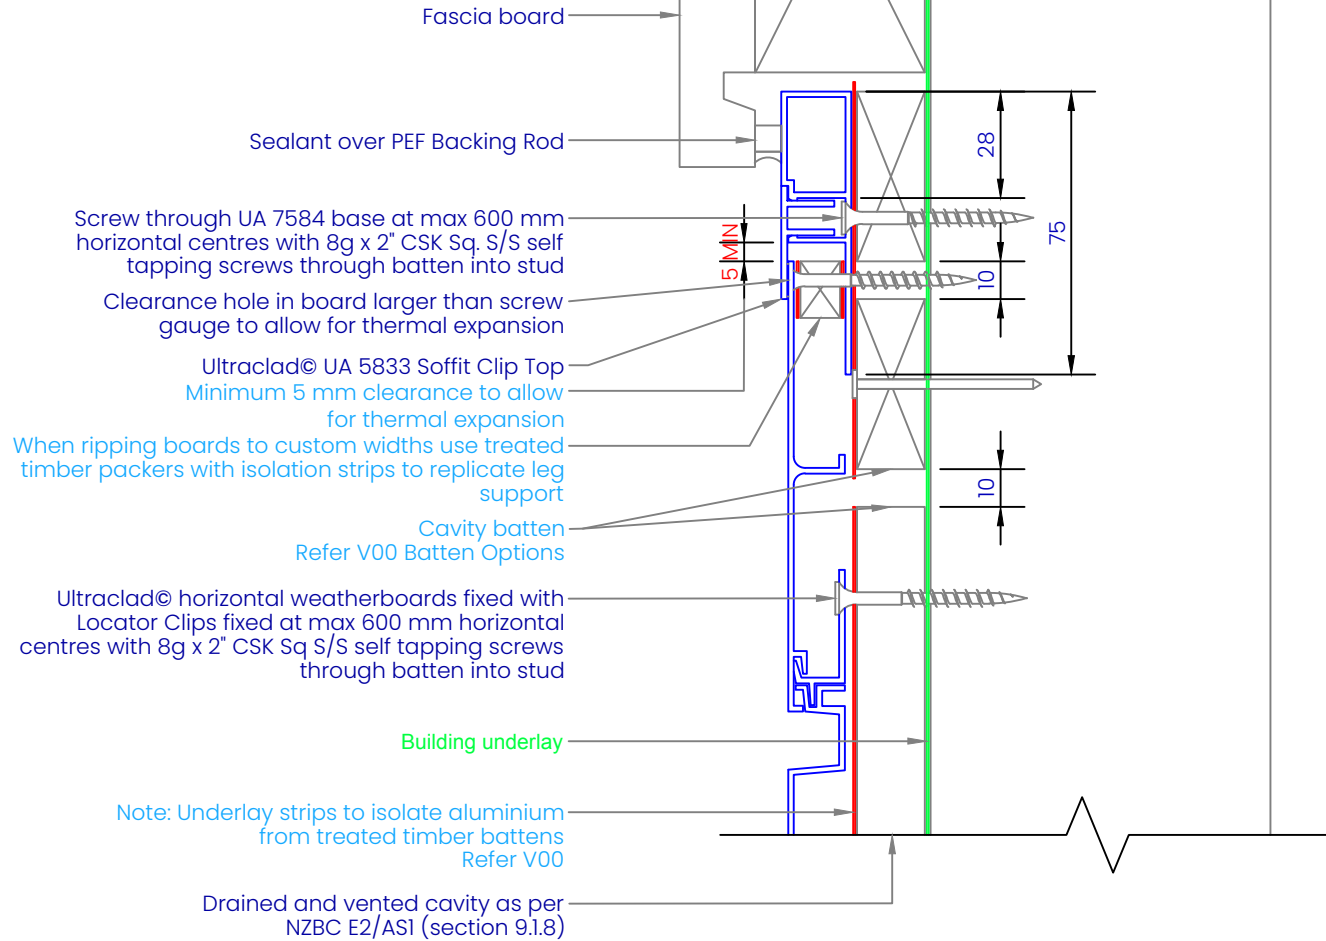 Fascia board
Sealant over PEF Backing Rod
Screw through UA 7584 base at max 600 mm
horizontal centres with 8g x 2" CSK Sq. S/S self
tapping screws through batten into stud
Clearance hole in board larger than screw
gauge to allow for thermal expansion
Ultraclad© UA 5833 Soffit Clip Top
Minimum 5 mm clearance to allow
for thermal expansion
When ripping boards to custom widths use treated
timber packers with isolation strips to replicate leg
support
Cavity batten
Refer V00 Batten Options
Ultraclad© horizontal weatherboards fixed with
Locator Clips fixed at max 600 mm horizontal
centres with 8g x 2" CSK Sq S/S self tapping screws
through batten into stud
Building underlay
Note: Underlay strips to isolate aluminium
from treated timber battens
Refer V00
Drained and vented cavity as per
NZBC E2/AS1 (section 9.1.8)
5 MIN
28
75
10
10